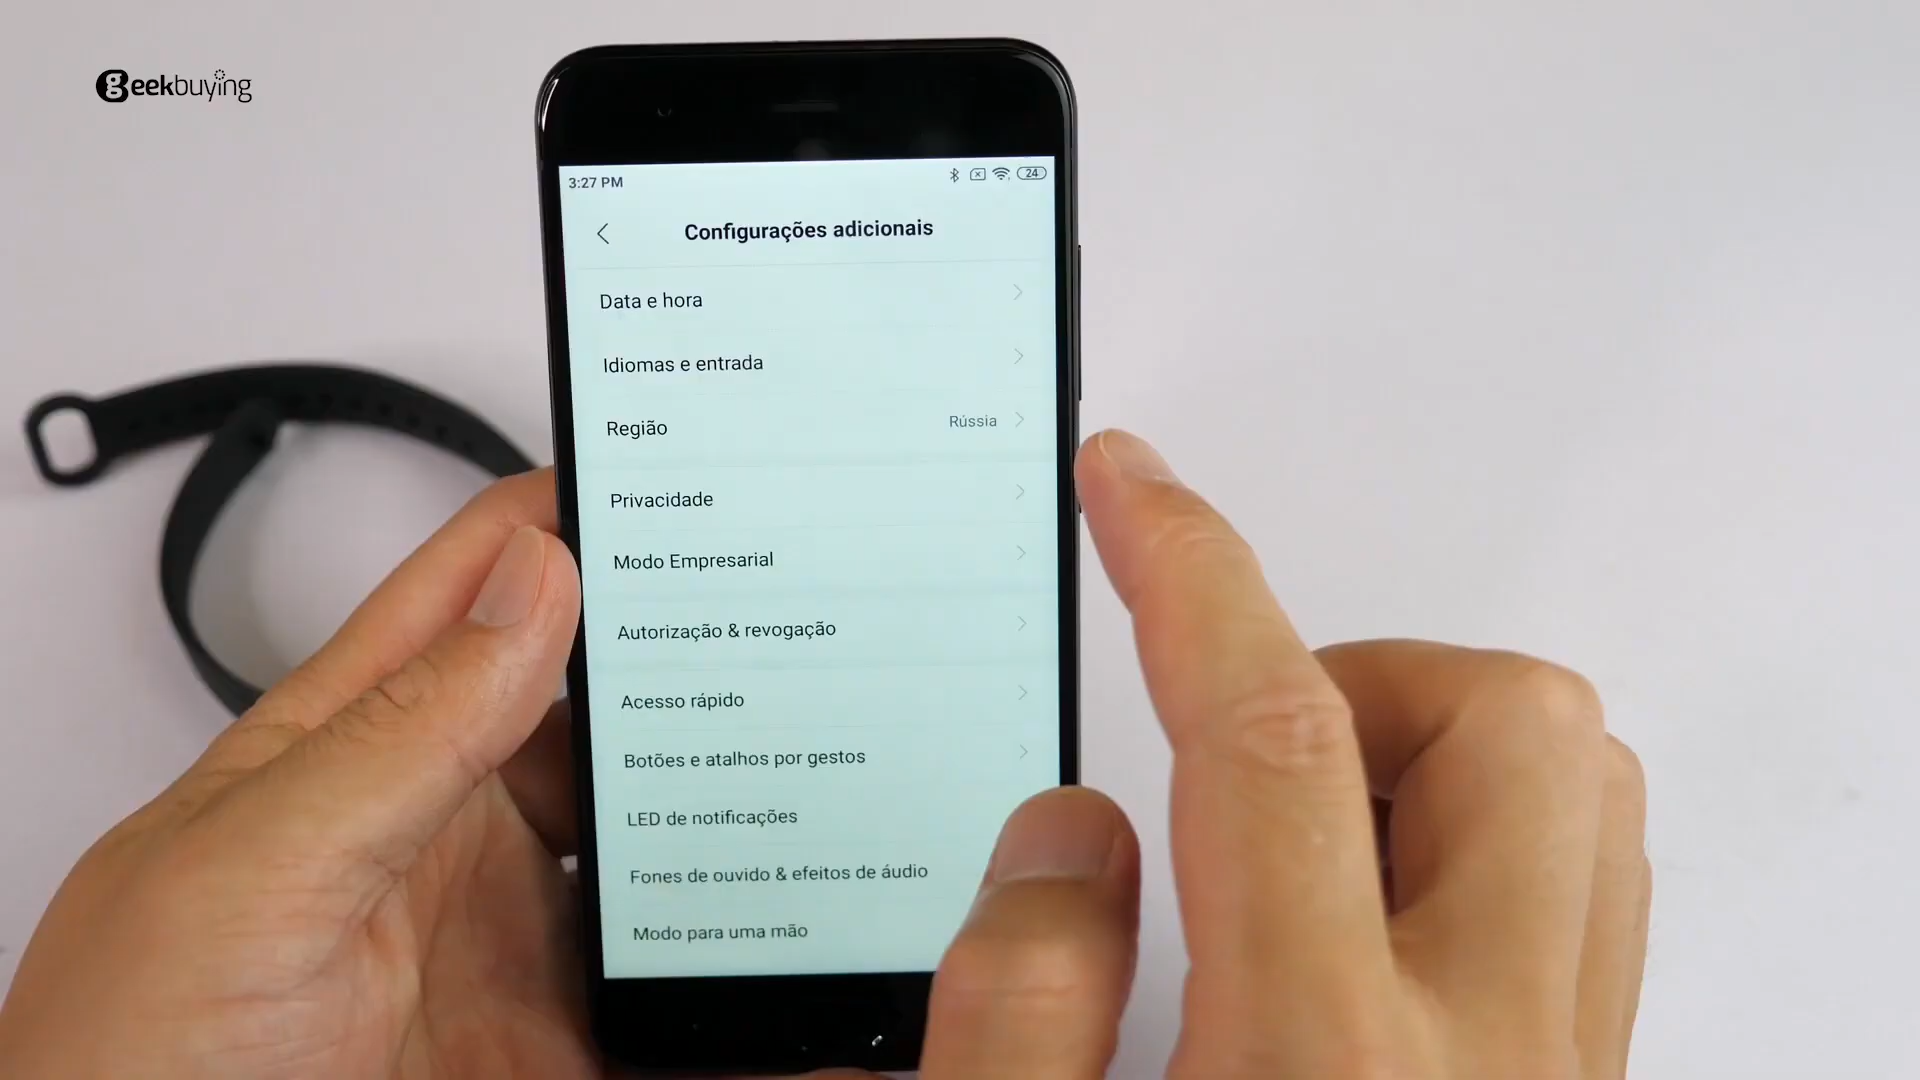 geekbuying
3:27 PM
24
Configurações adicionais
Data e hora
Idiomas e entrada
Região Rússia
Privacidade
Modo Empresarial
Autorização & revogação
Acesso rápido
Botões e atalhos por gestos
LED de notificações
Fones de ouvido & efeitos de áudio
Modo para uma mão